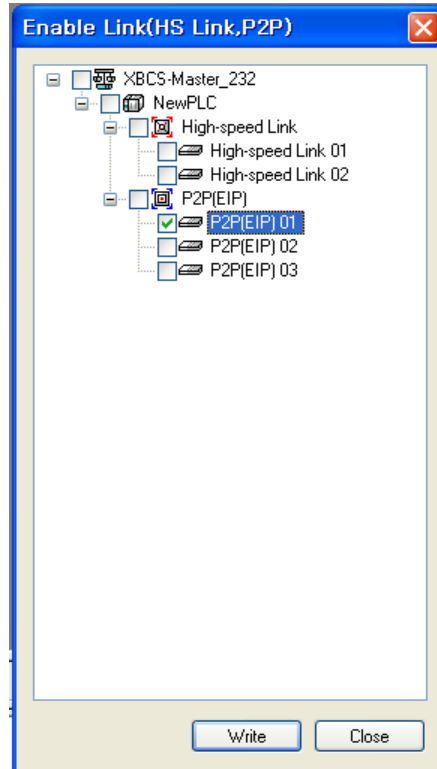 Enable Link(HS Link,P2P)
XBCS-Master_232
NewPLC
High-speed Link
High-speed Link 01
High-speed Link 02
P2P(EIP)
P2P(EIP) 01
P2P(EIP) 02
P2P(EIP) 03
Write Close